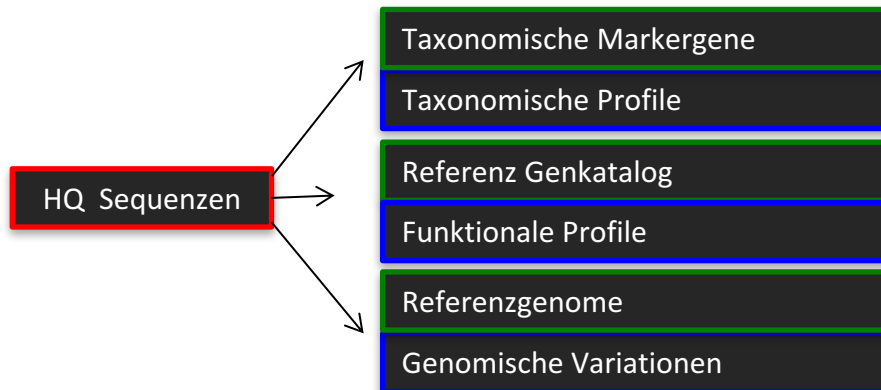 Taxonomische Markergene
Taxonomische Profile
HQ Sequenzen
Referenz Genkatalog
Funktionale Profile
Referenzgenome
Genomische Variationen